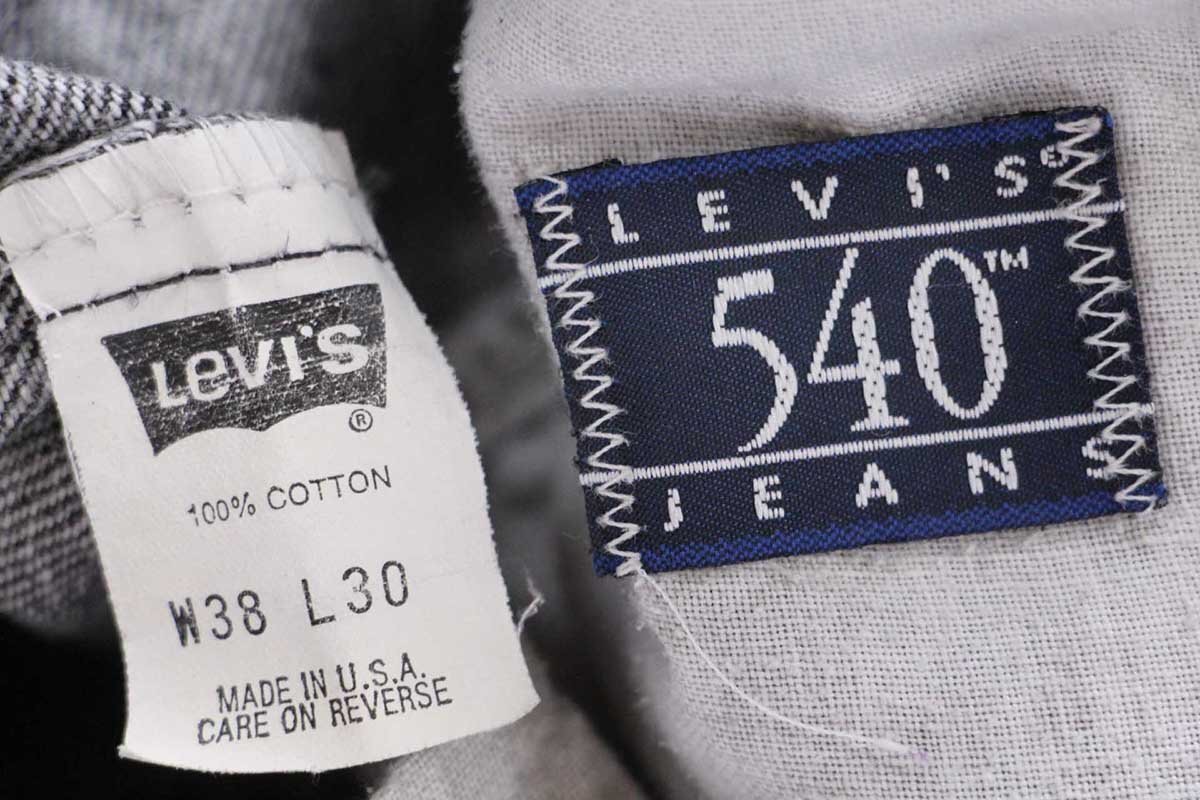 Levi's®
100% COTTON
W38 L30
MADE IN U.S.A.
CARE ON REVERSE
LEVI'S®
540™
JEANS